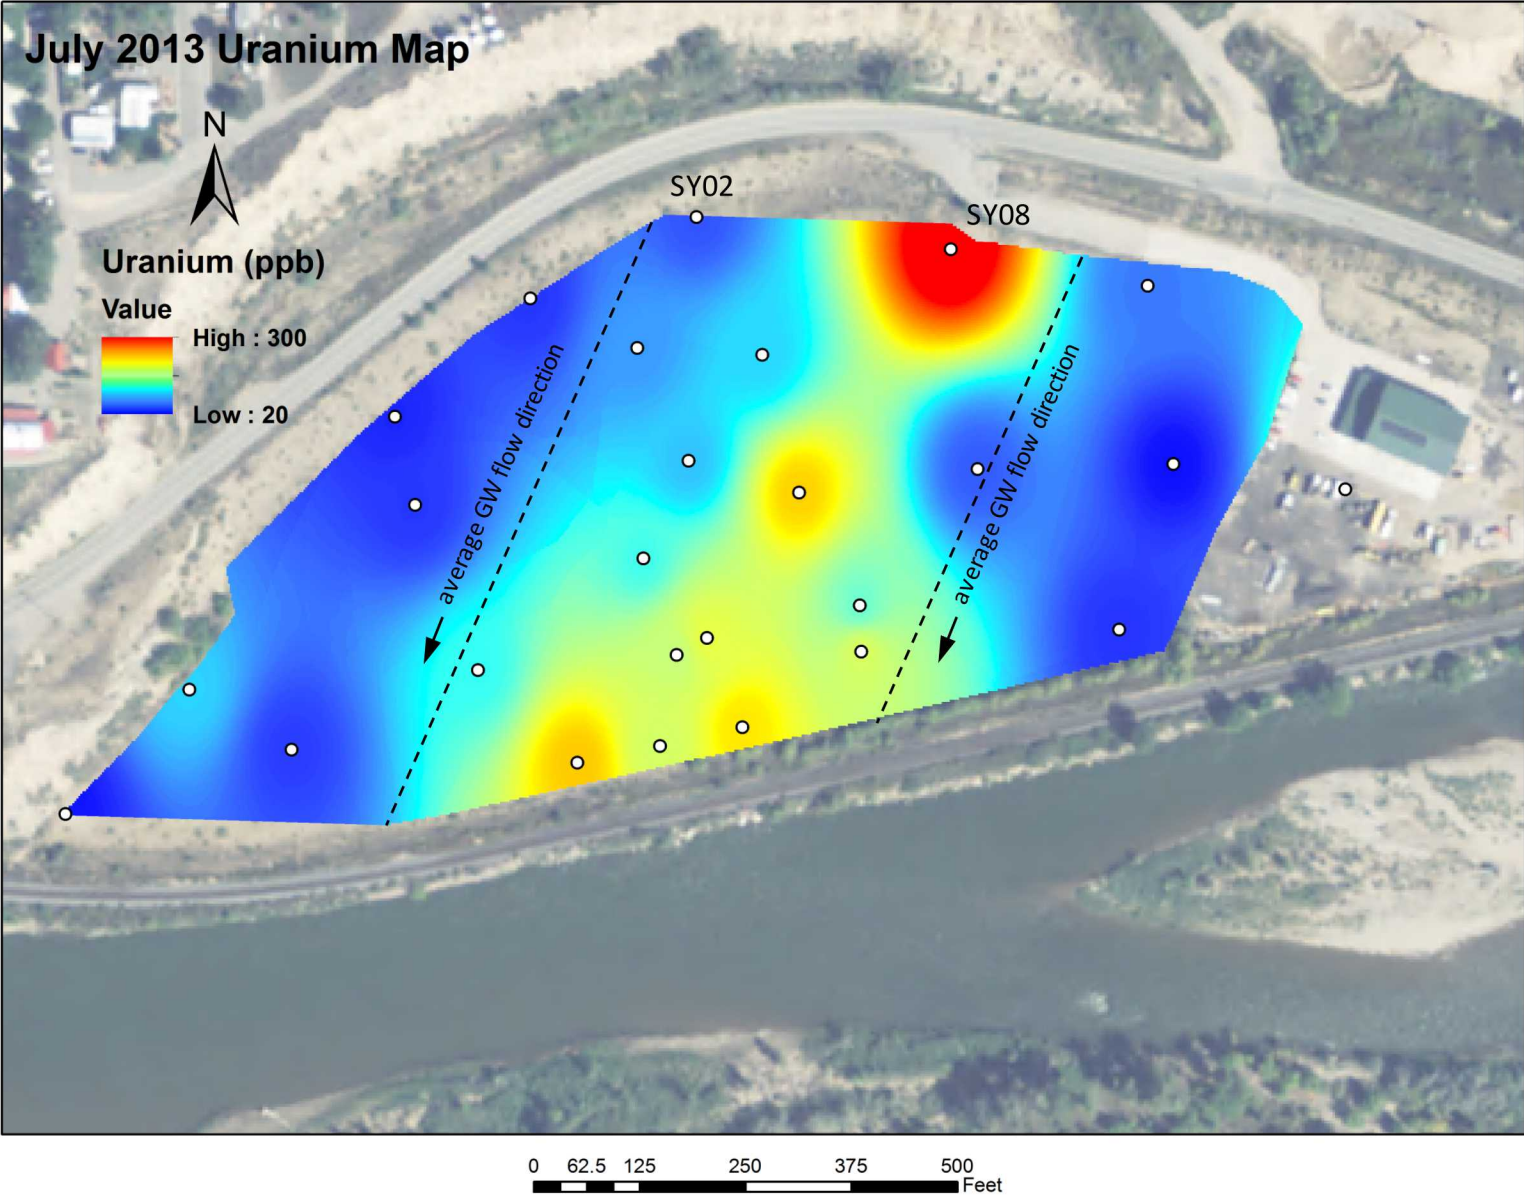 July 2013 Uranium Map
N
SY02
SY08
Uranium (ppb)
Value
High : 300
Low : 20
average GW flow direction
average GW flow direction
0 62.5 125 250 375 500
Feet